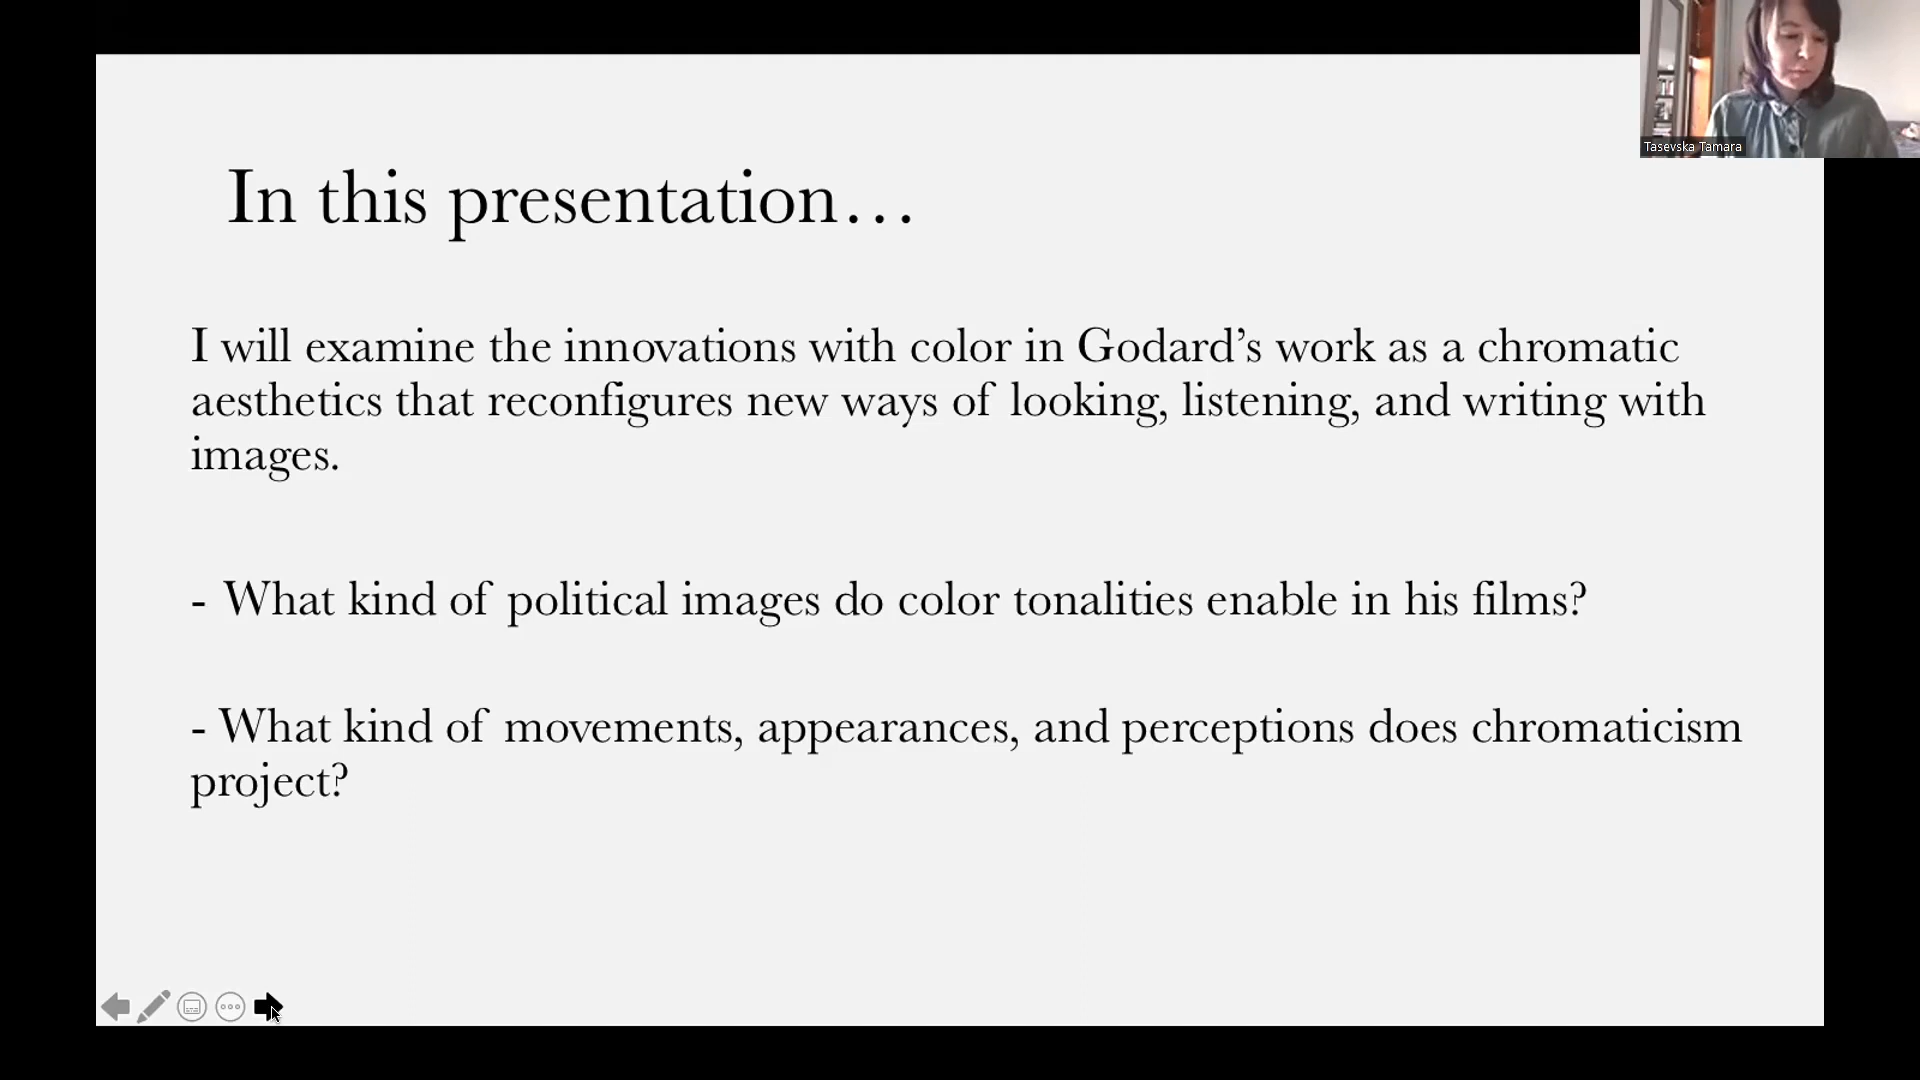 Tasevska Tamara
In this presentation…
I will examine the innovations with color in Godard’s work as a chromatic
aesthetics that reconfigures new ways of looking, listening, and writing with
images.
- What kind of political images do color tonalities enable in his films?
- What kind of movements, appearances, and perceptions does chromaticism
project?